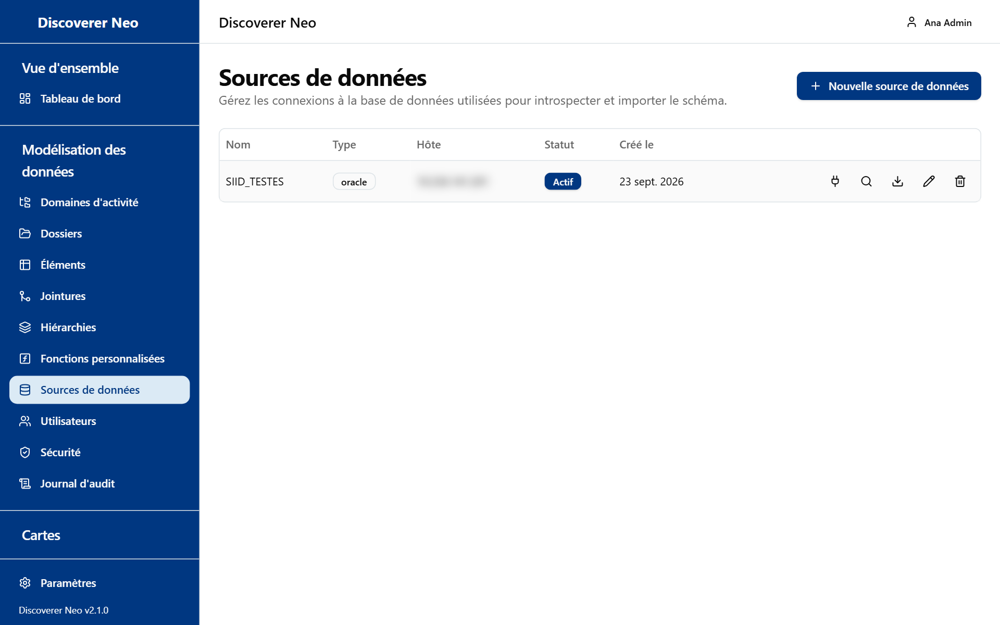 Discoverer Neo
Vue d'ensemble
Tableau de bord
Modélisation des
données
Domaines d'activité
Dossiers
Éléments
Jointures
Hiérarchies
Fonctions personnalisées
Sources de données
Utilisateurs
Sécurité
Journal d'audit
Cartes
Paramètres
Discoverer Neo v2.1.0
Discoverer Neo
Ana Admin
Sources de données
Gérez les connexions à la base de données utilisées pour introspecter et importer le schéma.
Nouvelle source de données
Nom Type Hôte Statut Créé le
SIID_TESTES oracle Actif 23 sept. 2026